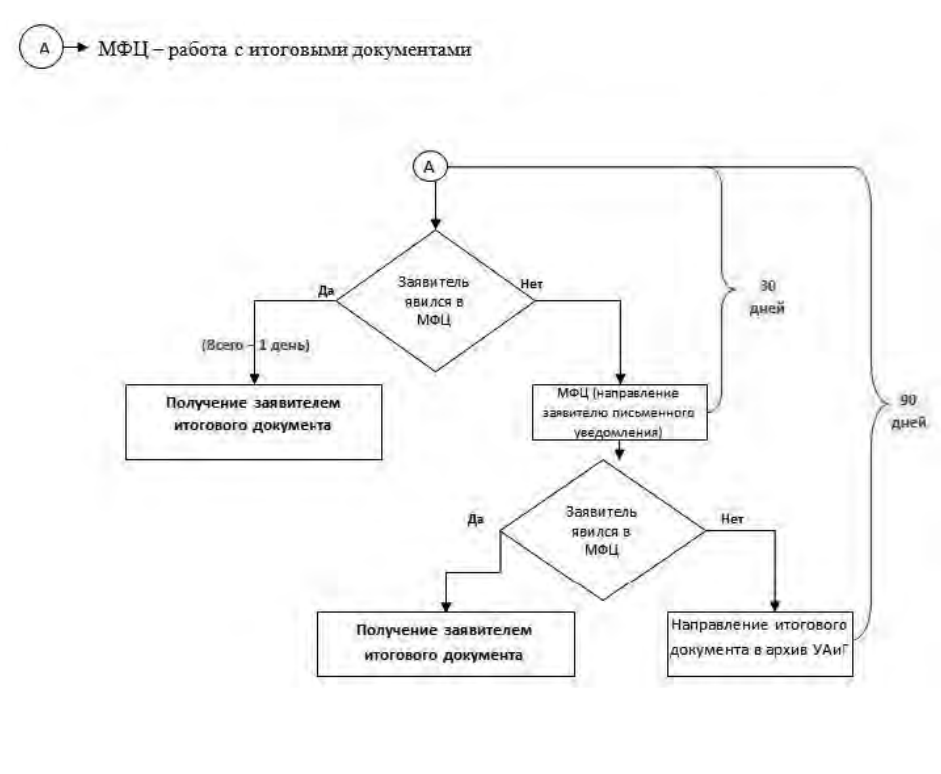 А
МФЦ – работа с итоговыми документами
А
Заявитель
явился в
МФЦ
Да
Нет
30
дней
(Всего – 1 день)
Получение заявителем
итогового документа
МФЦ (направление
заявителю письменного
уведомления)
90
дней
Заявитель
явился в
МФЦ
Да
Нет
Получение заявителем
итогового документа
Направление итогового
документа в архив УАиГ